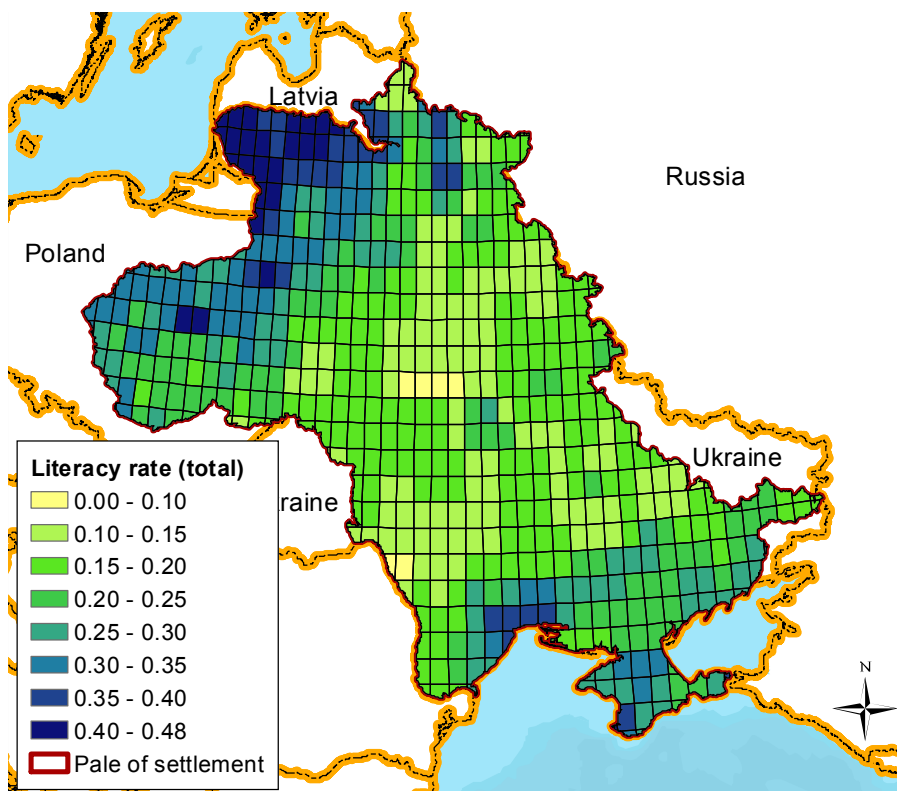 Latvia
Russia
Poland
Ukraine
raine
Literacy rate (total)
0.00 - 0.10
0.10 - 0.15
0.15 - 0.20
0.20 - 0.25
0.25 - 0.30
0.30 - 0.35
0.35 - 0.40
0.40 - 0.48
Pale of settlement
N